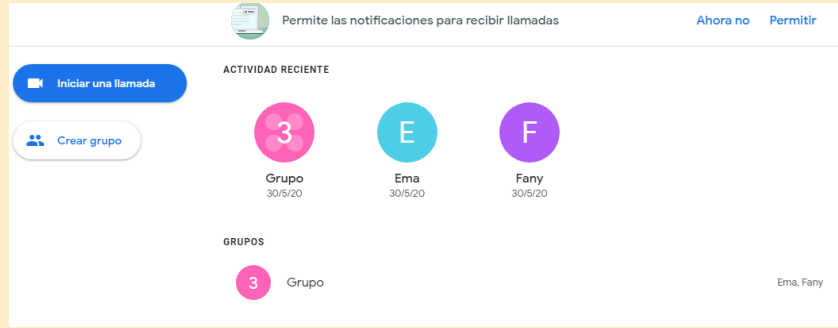 Permite las notificaciones para recibir llamadas
Ahora no Permitir
Iniciar una llamada
Crear grupo
ACTIVIDAD RECIENTE
3 E F
Grupo Ema Fany
30/5/20 30/5/20 30/5/20
GRUPOS
3 Grupo Ema, Fany